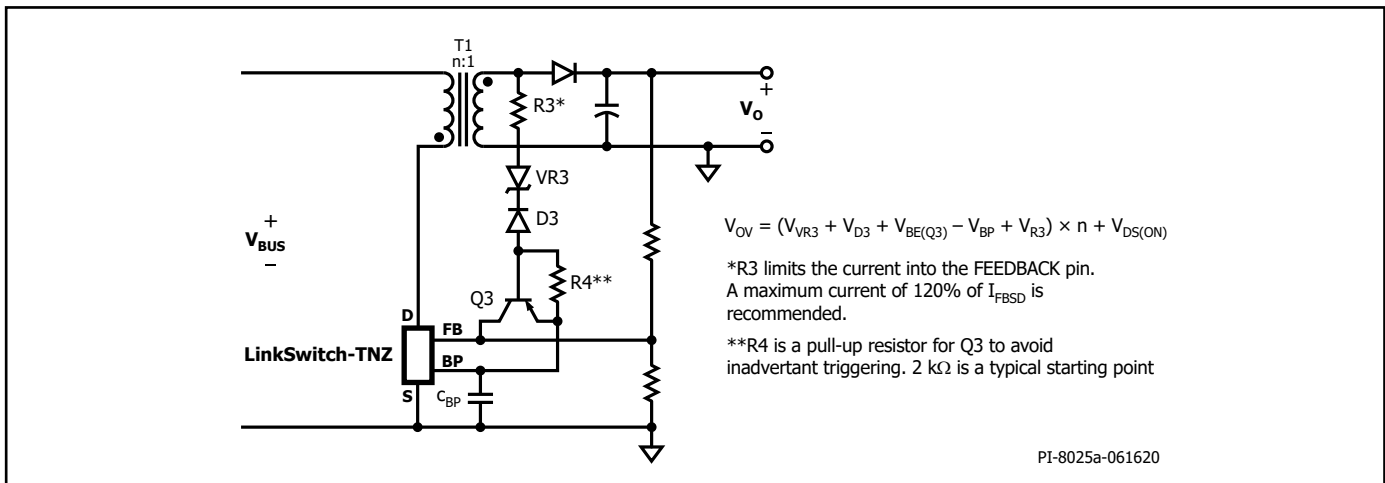 T1
n:1
R3*
+
V_O
–
VR3
D3
+
V_BUS
–
R4**
Q3
D
FB
LinkSwitch-TNZ
BP
S
C_BP
V_OV = (V_VR3 + V_D3 + V_BE(Q3) – V_BP + V_R3) × n + V_DS(ON)
*R3 limits the current into the FEEDBACK pin.
A maximum current of 120% of I_FBSD is
recommended.
**R4 is a pull-up resistor for Q3 to avoid
inadvertant triggering. 2 kΩ is a typical starting point
PI-8025a-061620